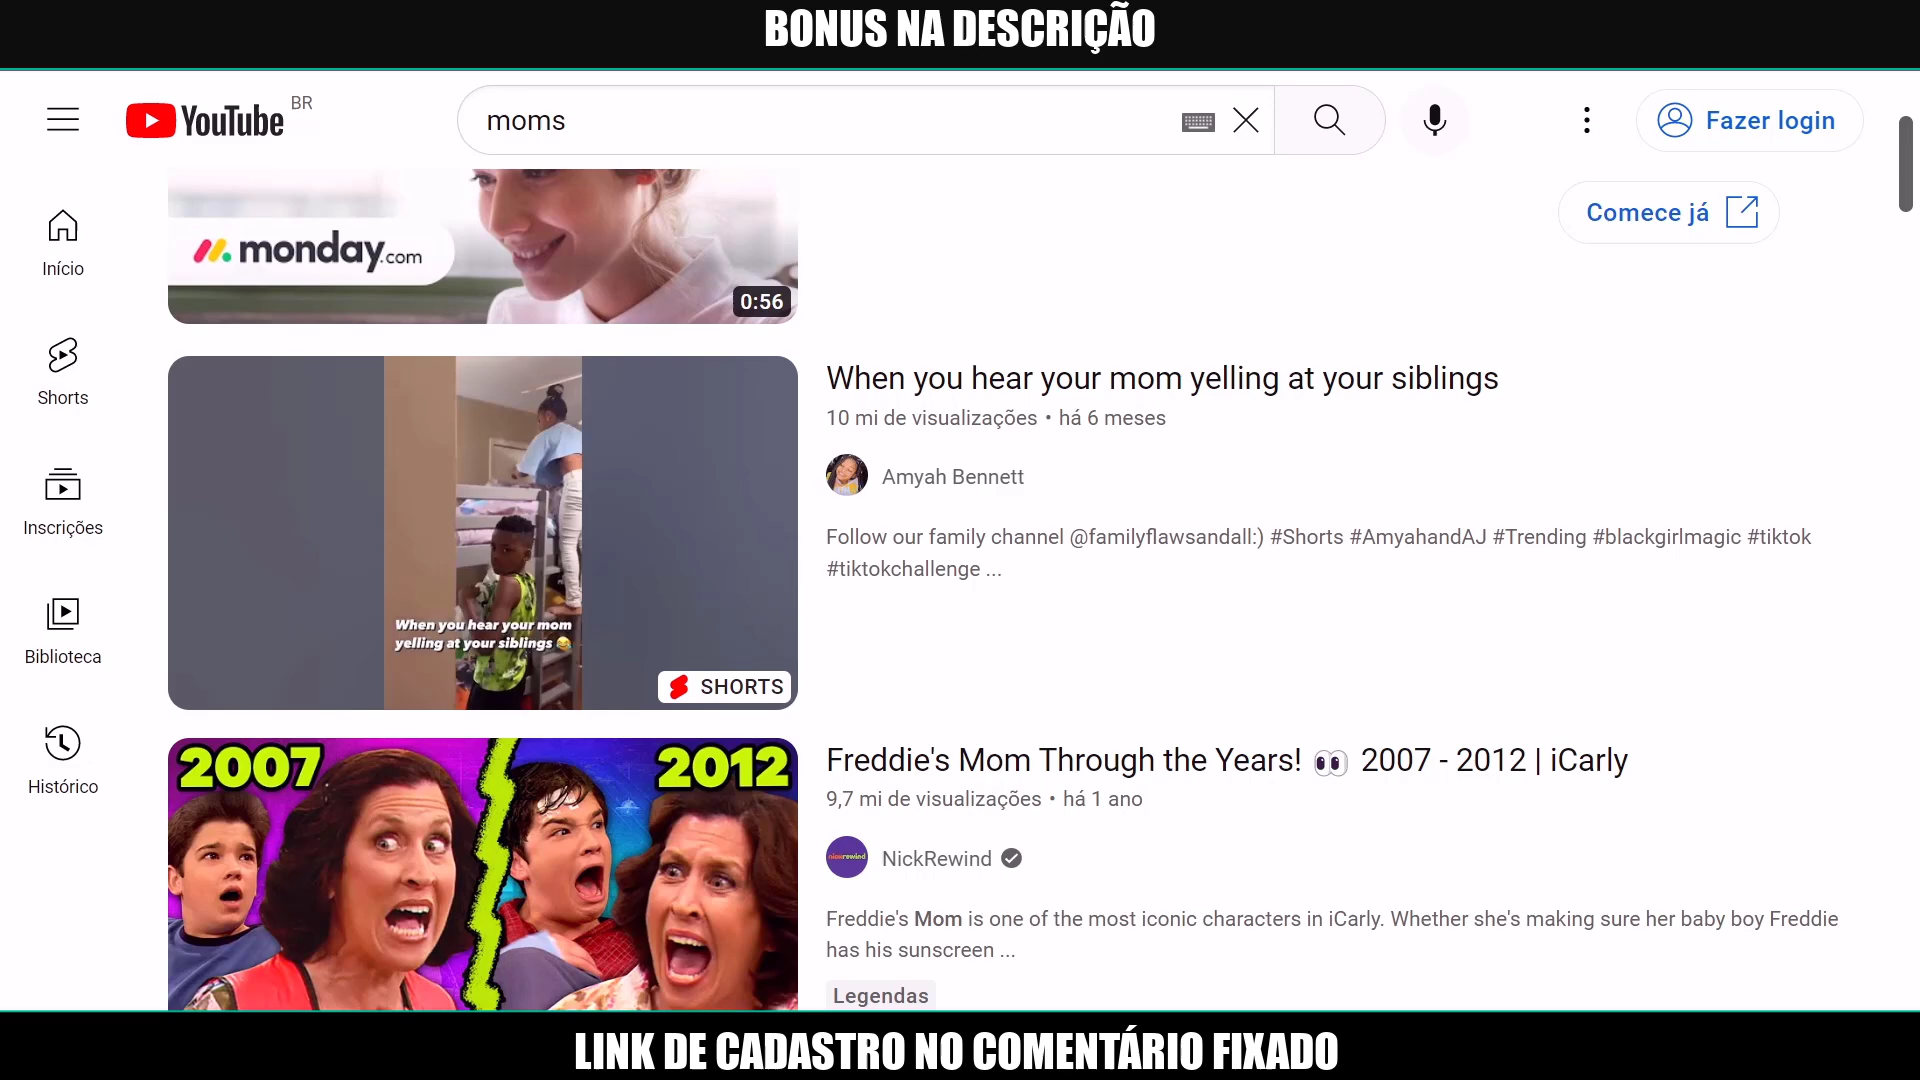 BONUS NA DESCRIÇÃO
YouTube BR
moms
Fazer login
Início
Shorts
Inscrições
Biblioteca
Histórico
monday.com
0:56
Comece já
When you hear your mom
yelling at your siblings 😂
SHORTS
When you hear your mom yelling at your siblings
10 mi de visualizações • há 6 meses
Amyah Bennett
Follow our family channel @familyflawsandall:) #Shorts #AmyahandAJ #Trending #blackgirlmagic #tiktok
#tiktokchallenge ...
2007
2012
Freddie's Mom Through the Years! 👀 2007 - 2012 | iCarly
9,7 mi de visualizações • há 1 ano
nickrewind
NickRewind
Freddie's Mom is one of the most iconic characters in iCarly. Whether she's making sure her baby boy Freddie
has his sunscreen ...
Legendas
LINK DE CADASTRO NO COMENTÁRIO FIXADO